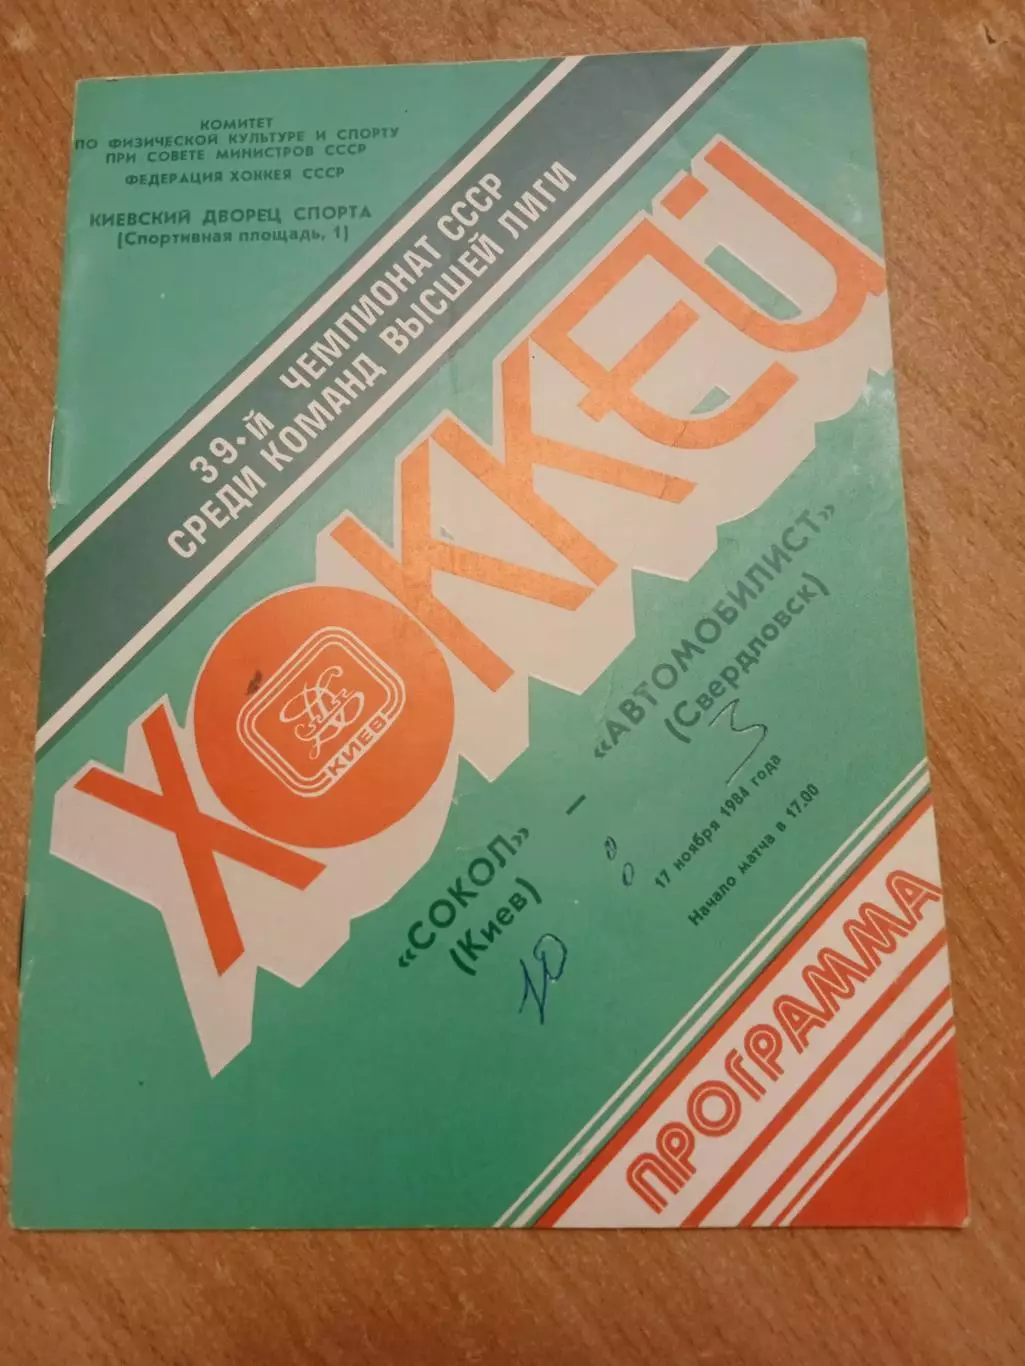 КОМИТЕТ
ПО ФИЗИЧЕСКОЙ КУЛЬТУРЕ И СПОРТУ
ПРИ СОВЕТЕ МИНИСТРОВ СССР
ФЕДЕРАЦИЯ ХОККЕЯ СССР
КИЕВСКИЙ ДВОРЕЦ СПОРТА
(Спортивная площадь, 1)
39-й ЧЕМПИОНАТ СССР
СРЕДИ КОМАНД ВЫСШЕЙ ЛИГИ
ХОККЕЙ
КИЕВ
«СОКОЛ» — «АВТОМОБИЛИСТ»
(Киев) (Свердловск)
10 : 3
17 ноября 1984 года
Начало матча в 17.00
ПРОГРАММА